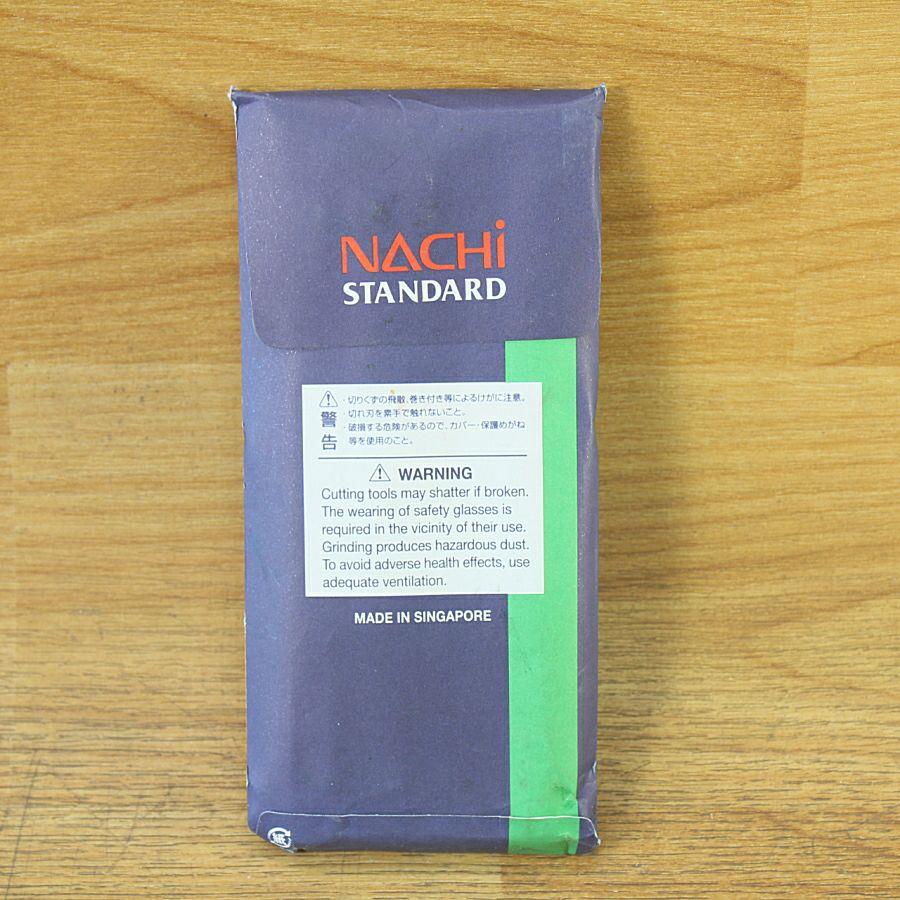 NACHi
STANDARD
警告
・切りくずの飛散、巻き付き等によるけがに注意。
・切れ刃を素手で触れないこと。
・破損する危険があるので、カバー・保護めがね
等を使用のこと。
WARNING
Cutting tools may shatter if broken.
The wearing of safety glasses is
required in the vicinity of their use.
Grinding produces hazardous dust.
To avoid adverse health effects, use
adequate ventilation.
MADE IN SINGAPORE
紙